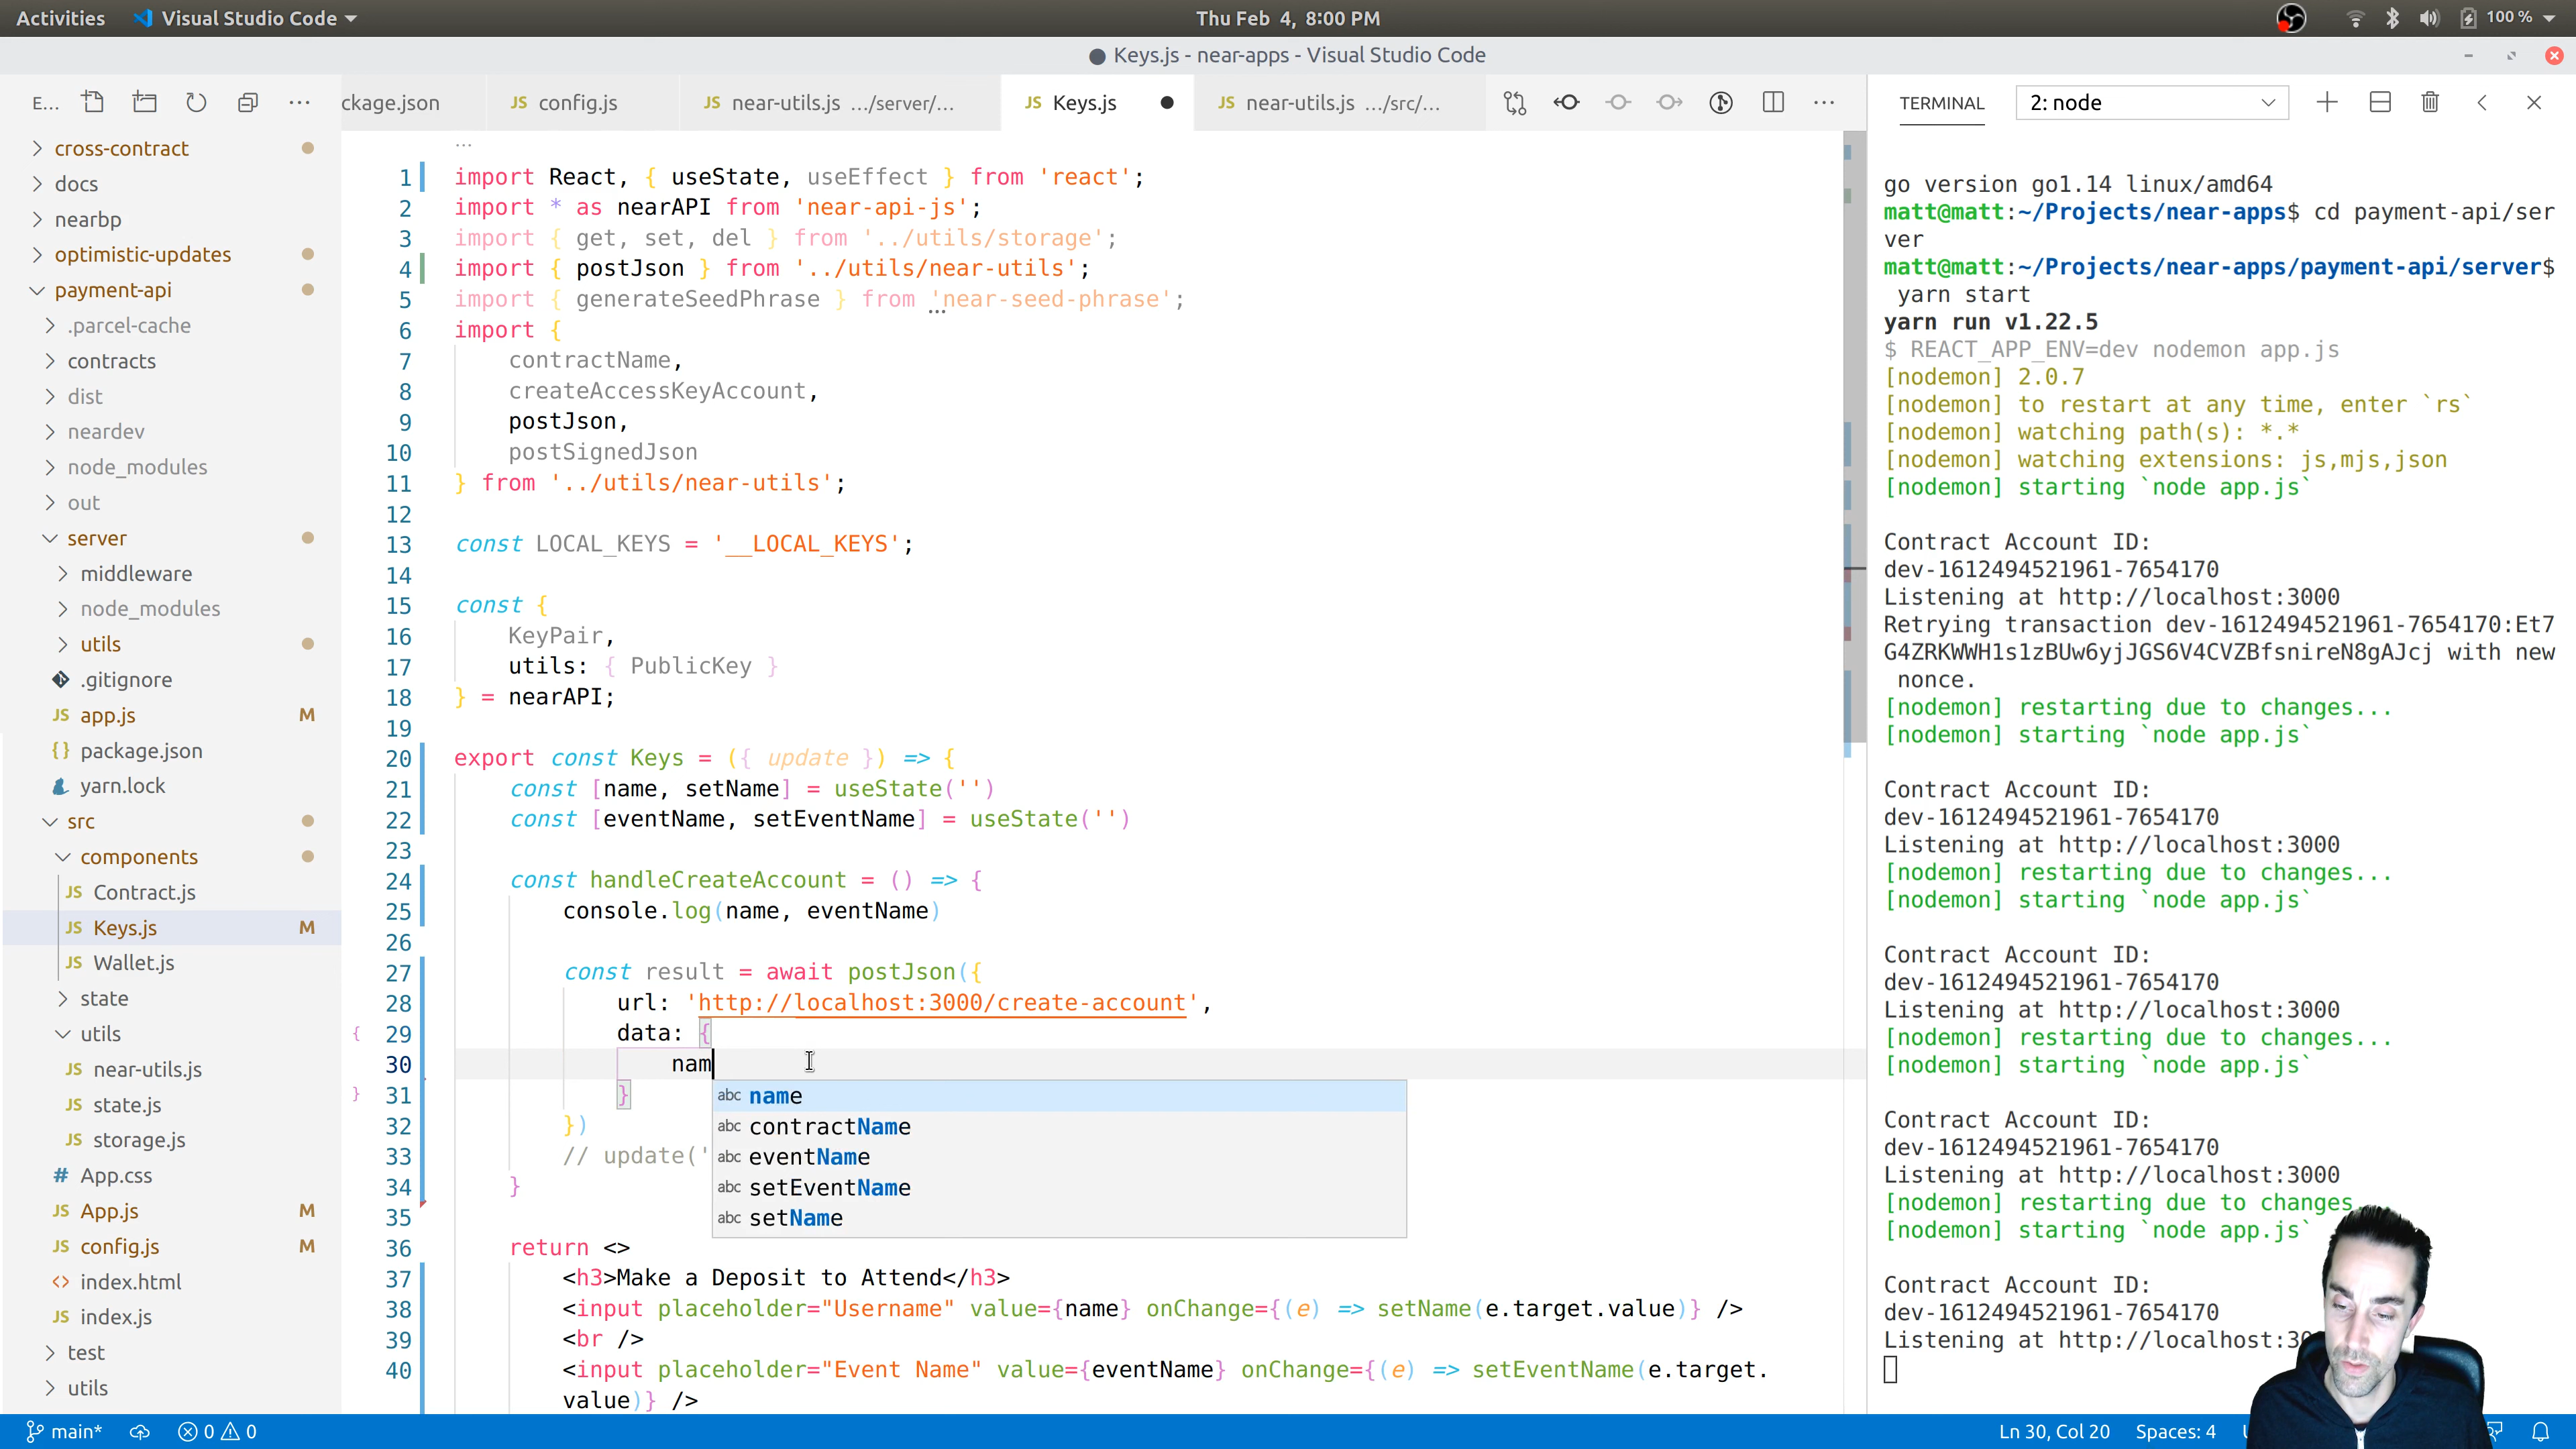 Activities
Visual Studio Code
Thu Feb 4, 8:00 PM
100 %
Keys.js - near-apps - Visual Studio Code
E...
ckage.json
JS config.js
JS near-utils.js .../server/...
JS Keys.js
JS near-utils.js .../src/...
TERMINAL
2: node
cross-contract
docs
nearbp
optimistic-updates
payment-api
.parcel-cache
contracts
dist
neardev
node_modules
out
server
middleware
node_modules
utils
.gitignore
JS app.js M
{} package.json
yarn.lock
src
components
JS Contract.js
JS Keys.js M
JS Wallet.js
state
utils
JS near-utils.js
JS state.js
JS storage.js
# App.css
JS App.js M
JS config.js M
<> index.html
JS index.js
test
utils
...
1 import React, { useState, useEffect } from 'react';
2 import * as nearAPI from 'near-api-js';
3 import { get, set, del } from '../utils/storage';
4 import { postJson } from '../utils/near-utils';
5 import { generateSeedPhrase } from 'near-seed-phrase';
6 import {
7 contractName,
8 createAccessKeyAccount,
9 postJson,
10 postSignedJson
11 } from '../utils/near-utils';
12
13 const LOCAL_KEYS = '__LOCAL_KEYS';
14
15 const {
16 KeyPair,
17 utils: { PublicKey }
18 } = nearAPI;
19
20 export const Keys = ({ update }) => {
21 const [name, setName] = useState('')
22 const [eventName, setEventName] = useState('')
23
24 const handleCreateAccount = () => {
25 console.log(name, eventName)
26
27 const result = await postJson({
28 url: 'http://localhost:3000/create-account',
{ 29 data: {
30 nam
} 31 }
32 })
33 // update('
34 }
35
36 return <>
37 <h3>Make a Deposit to Attend</h3>
38 <input placeholder="Username" value={name} onChange={(e) => setName(e.target.value)} />
39 <br />
40 <input placeholder="Event Name" value={eventName} onChange={(e) => setEventName(e.target.
value)} />
abc name
abc contractName
abc eventName
abc setEventName
abc setName
go version go1.14 linux/amd64
matt@matt:~/Projects/near-apps$ cd payment-api/ser
ver
matt@matt:~/Projects/near-apps/payment-api/server$
yarn start
yarn run v1.22.5
$ REACT_APP_ENV=dev nodemon app.js
[nodemon] 2.0.7
[nodemon] to restart at any time, enter `rs`
[nodemon] watching path(s): *.*
[nodemon] watching extensions: js,mjs,json
[nodemon] starting `node app.js`
Contract Account ID:
dev-1612494521961-7654170
Listening at http://localhost:3000
Retrying transaction dev-1612494521961-7654170:Et7
G4ZRKWWH1s1zBUw6yjJGS6V4CVZBfsnireN8gAJcj with new
nonce.
[nodemon] restarting due to changes...
[nodemon] starting `node app.js`
Contract Account ID:
dev-1612494521961-7654170
Listening at http://localhost:3000
[nodemon] restarting due to changes...
[nodemon] starting `node app.js`
Contract Account ID:
dev-1612494521961-7654170
Listening at http://localhost:3000
[nodemon] restarting due to changes...
[nodemon] starting `node app.js`
Contract Account ID:
dev-1612494521961-7654170
Listening at http://localhost:3000
[nodemon] restarting due to changes
[nodemon] starting `node app.js`
Contract Account ID:
dev-1612494521961-7654170
Listening at http://localhost:30
main*
0
0
Ln 30, Col 20
Spaces: 4